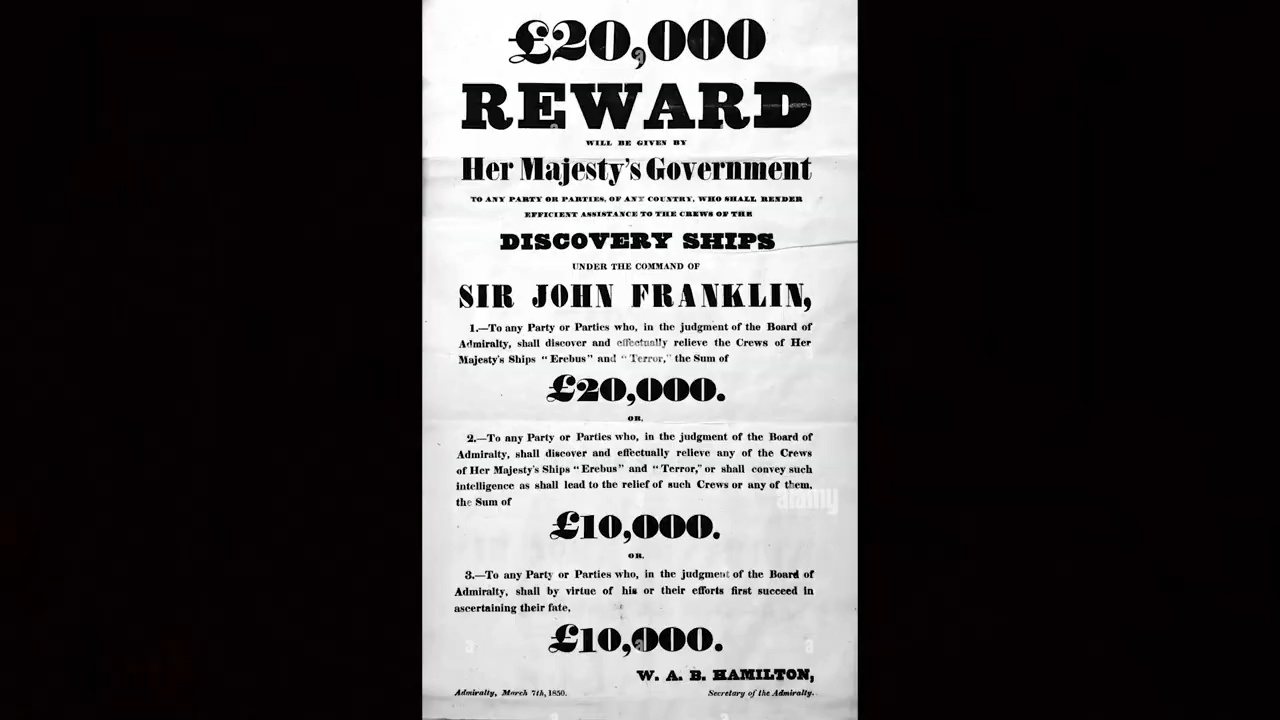 £20,000
REWARD
WILL BE GIVEN BY
Her Majesty's Government
TO ANY PARTY OR PARTIES, OF ANY COUNTRY, WHO SHALL RENDER
EFFICIENT ASSISTANCE TO THE CREWS OF THE
DISCOVERY SHIPS
UNDER THE COMMAND OF
SIR JOHN FRANKLIN,
1.—To any Party or Parties who, in the judgment of the Board of
Admiralty, shall discover and effectually relieve the Crews of Her
Majesty's Ships "Erebus" and "Terror," the Sum of
£20,000.
OR,
2.—To any Party or Parties who, in the judgment of the Board of
Admiralty, shall discover and effectually relieve any of the Crews
of Her Majesty's Ships "Erebus" and "Terror," or shall convey such
intelligence as shall lead to the relief of such Crews or any of them,
the Sum of
£10,000.
OR,
3.—To any Party or Parties who, in the judgment of the Board of
Admiralty, shall by virtue of his or their efforts first succeed in
ascertaining their fate,
£10,000.
W. A. B. HAMILTON,
Admiralty, March 7th, 1850. Secretary of the Admiralty.
alamy